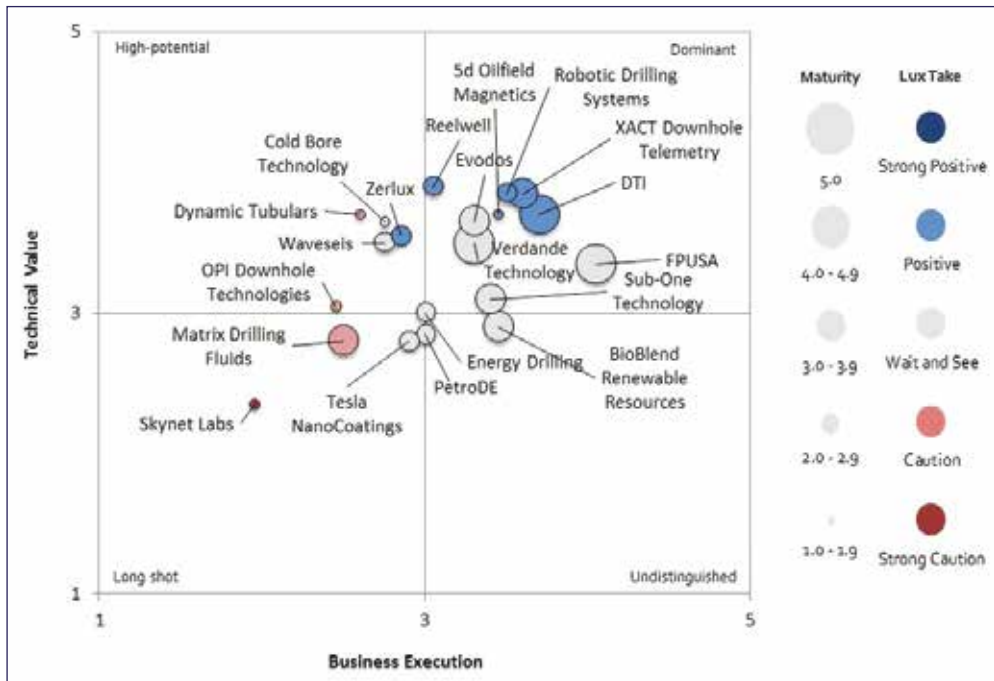 5
High-potential
Dominant
5d Oilfield
Magnetics
Robotic Drilling
Systems
Reelwell
XACT Downhole
Telemetry
Cold Bore
Technology
Evodos
Zerlux
DTI
Dynamic Tubulars
Waveseis
Verdande
Technology
FPUSA
OPI Downhole
Technologies
Sub-One
Technology
3
Matrix Drilling
Fluids
Energy Drilling
BioBlend
Renewable
Resources
PetroDE
Tesla
NanoCoatings
Skynet Labs
Long shot
Undistinguished
1
1
3
5
Technical Value
Business Execution
Maturity
5.0
4.0 - 4.9
3.0 - 3.9
2.0 - 2.9
1.0 - 1.9
Lux Take
Strong Positive
Positive
Wait and See
Caution
Strong Caution